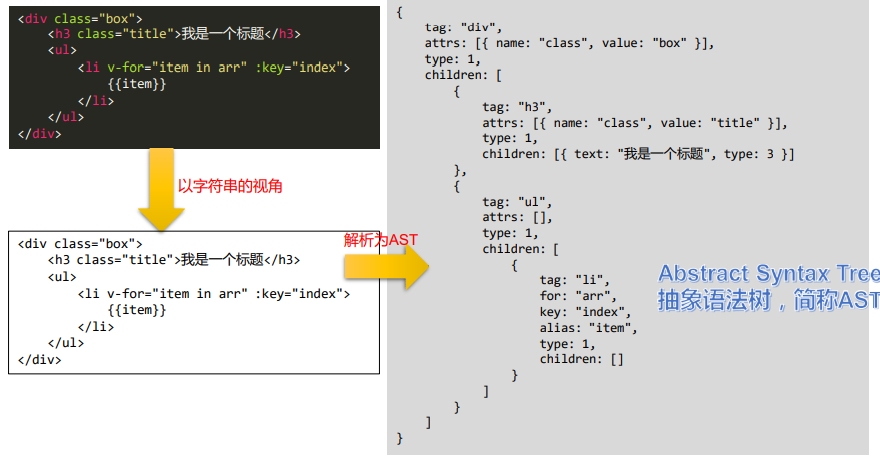 <div class="box">
    <h3 class="title">我是一个标题</h3>
    <ul>
        <li v-for="item in arr" :key="index">
            {{item}}
        </li>
    </ul>
</div>
以字符串的视角
<div class="box">
    <h3 class="title">我是一个标题</h3>
    <ul>
        <li v-for="item in arr" :key="index">
            {{item}}
        </li>
    </ul>
</div>
解析为AST
{
    tag: "div",
    attrs: [{ name: "class", value: "box" }],
    type: 1,
    children: [
        {
            tag: "h3",
            attrs: [{ name: "class", value: "title" }],
            type: 1,
            children: [{ text: "我是一个标题", type: 3 }]
        },
        {
            tag: "ul",
            attrs: [],
            type: 1,
            children: [
                {
                    tag: "li",
                    for: "arr",
                    key: "index",
                    alias: "item",
                    type: 1,
                    children: []
                }
            ]
        }
    ]
}
Abstract Syntax Tree
抽象语法树，简称AST